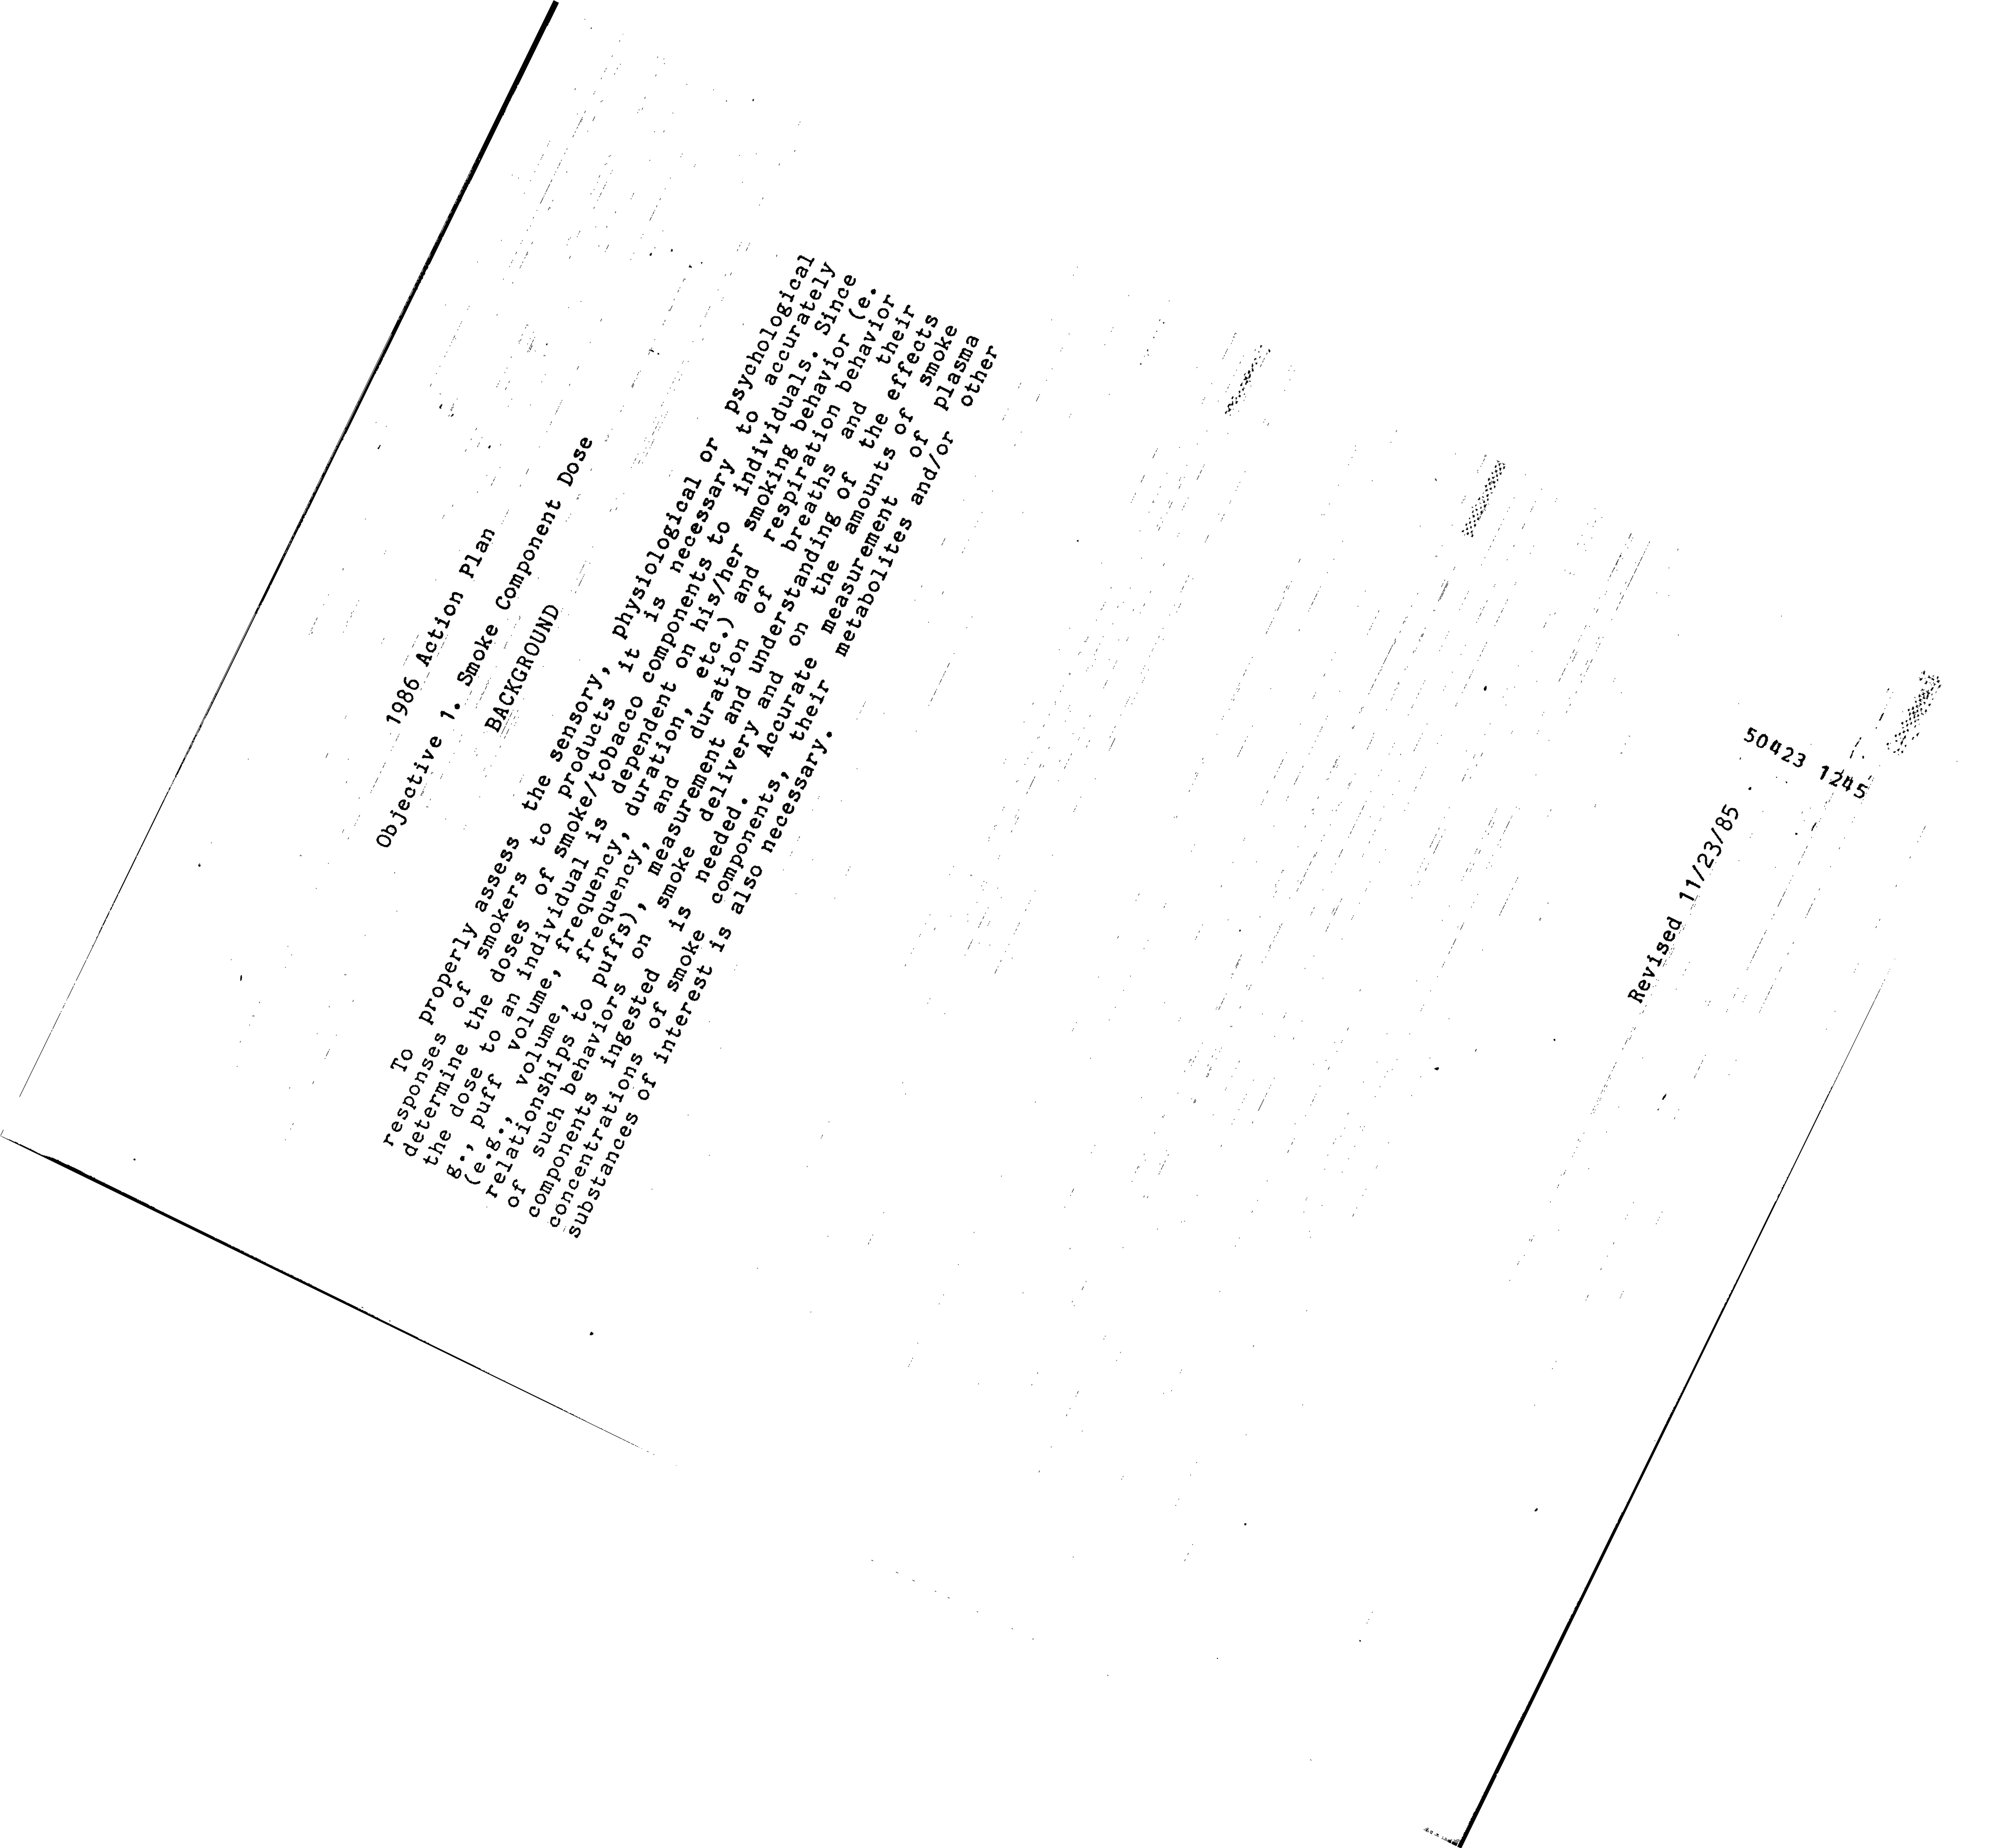 1986 Action Plan
Objective 1. Smoke Component Dose
BACKGROUND
To properly assess the sensory, physiological or psychological
responses of smokers to products it is necessary to accurately
determine the doses of smoke/tobacco components to individuals. Since
the dose to an individual is dependent on his/her smoking behavior (e.
g., puff volume, frequency, duration, etc.) and respiration behavior
(e.g., volume, frequency, and duration of breaths and their
relationships to puffs), measurement and understanding of the effects
of such behaviors on smoke delivery and on the amounts of smoke
components ingested is needed. Accurate measurement of plasma
concentrations of smoke components, their metabolites and/or other
substances of interest is also necessary.
Revised 11/23/85
50423 1245